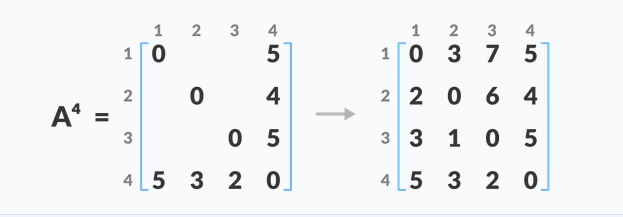 1 2 3 4 1 2 3 4
1 0 5 1 0 3 7 5
2 0 4 2 2 0 6 4
A⁴ =
3 0 5 3 3 1 0 5
4 5 3 2 0 4 5 3 2 0